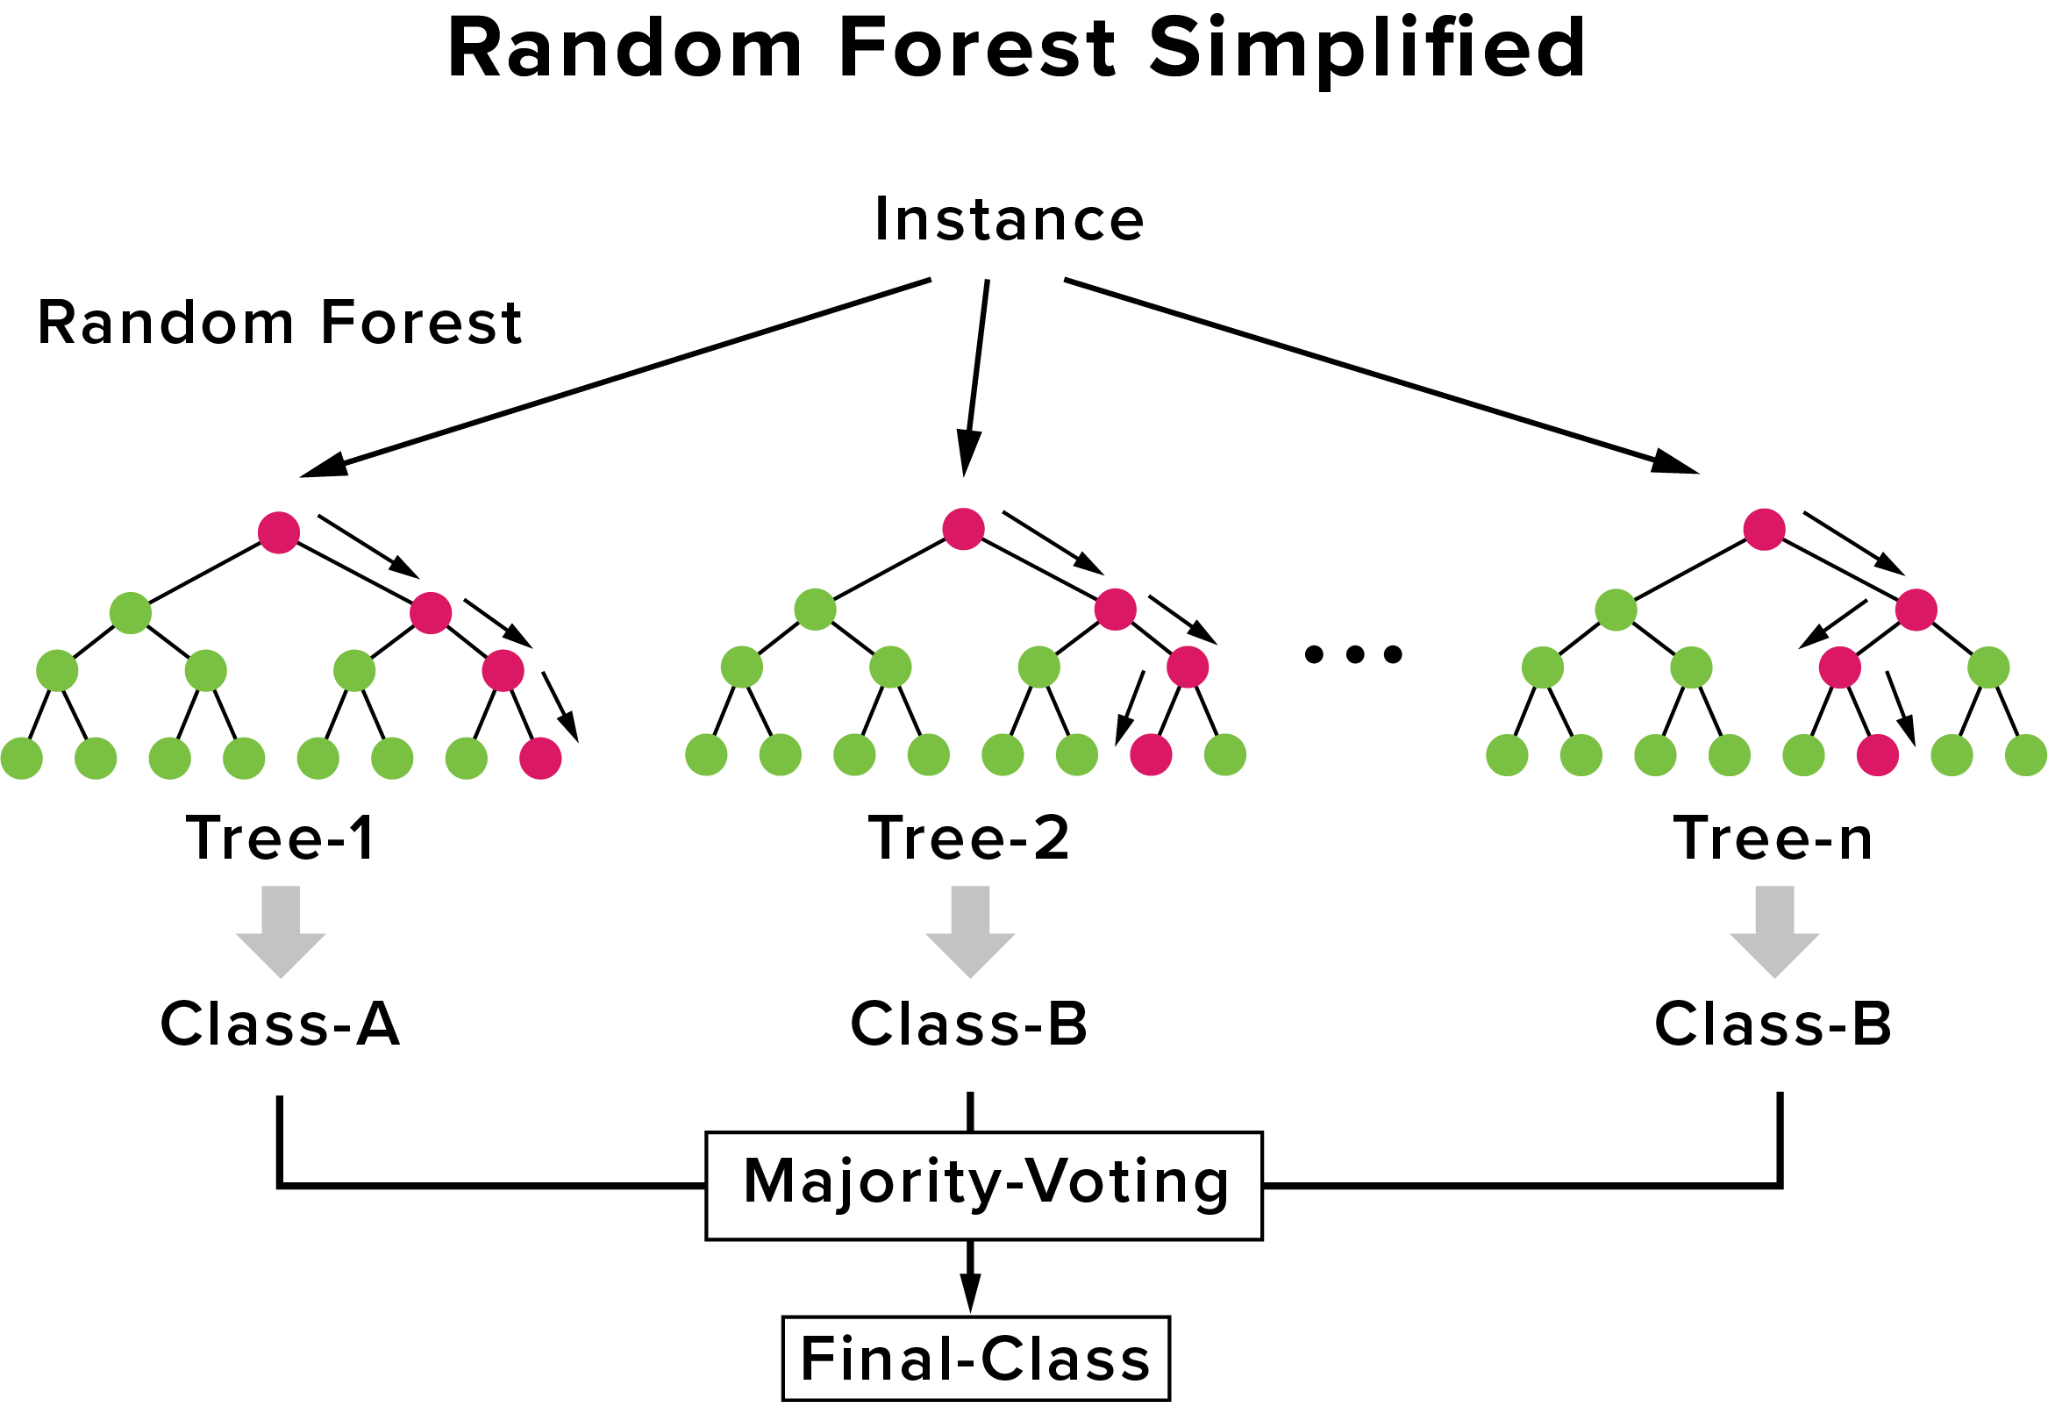 Random Forest Simplified
Instance
Random Forest
Tree-1
Tree-2
Tree-n
Class-A
Class-B
Class-B
Majority-Voting
Final-Class